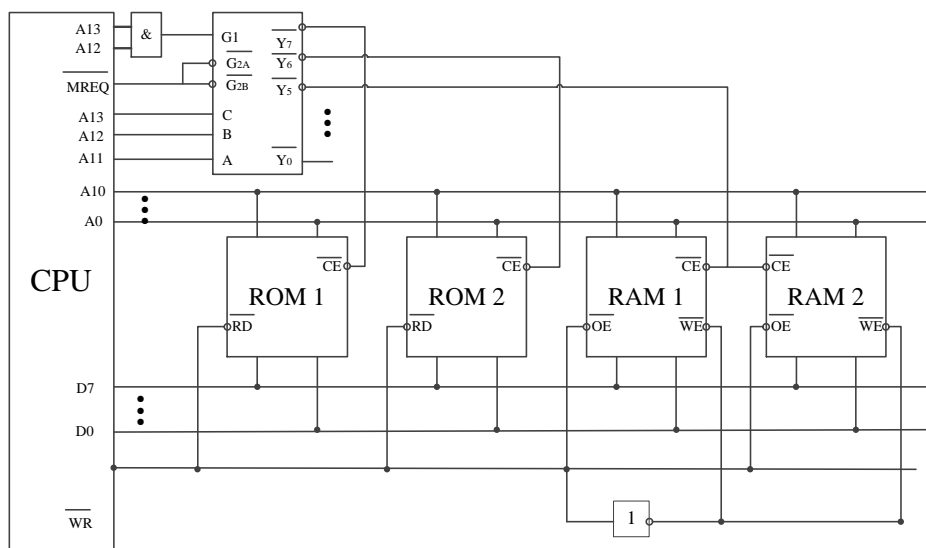 A13
A12
MREQ
A13
A12
A11
A10
A0
CPU
D7
D0
WR
&
G1
G2A
G2B
C
B
A
Y7
Y6
Y5
Y0
CE
ROM 1
RD
CE
ROM 2
RD
CE
RAM 1
OE
WE
CE
RAM 2
OE
WE
1